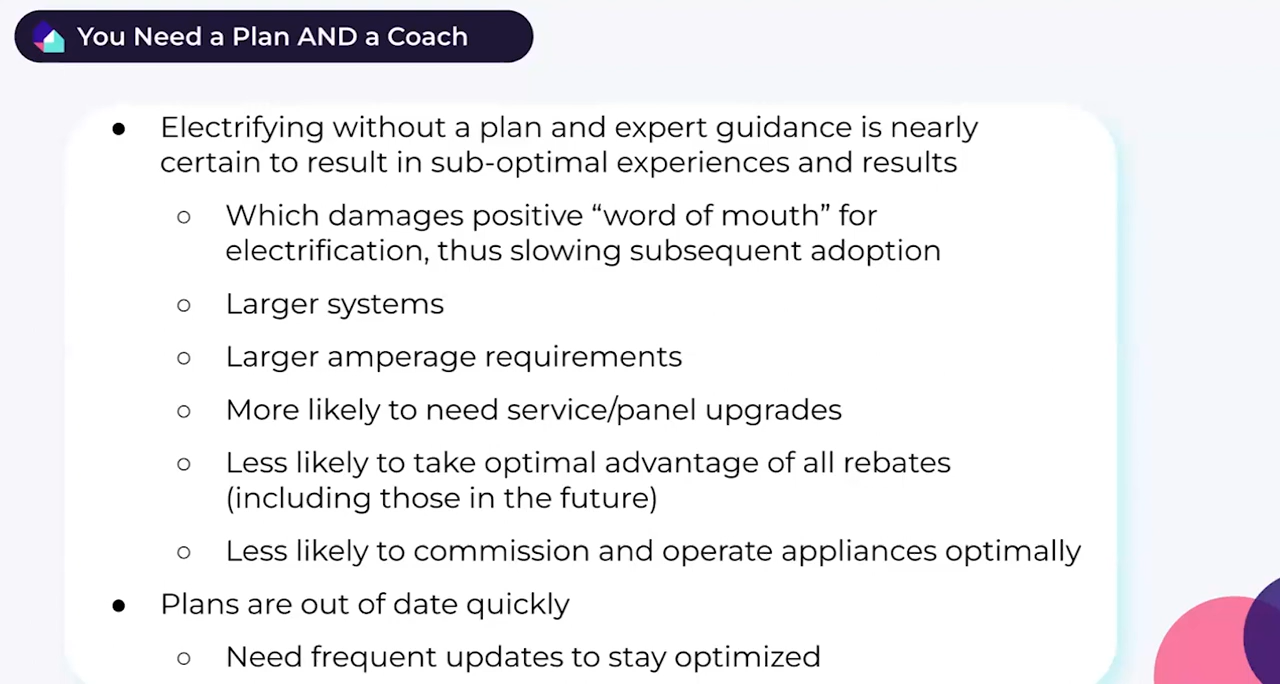 You Need a Plan AND a Coach
● Electrifying without a plan and expert guidance is nearly
certain to result in sub-optimal experiences and results
○ Which damages positive “word of mouth” for
electrification, thus slowing subsequent adoption
○ Larger systems
○ Larger amperage requirements
○ More likely to need service/panel upgrades
○ Less likely to take optimal advantage of all rebates
(including those in the future)
○ Less likely to commission and operate appliances optimally
● Plans are out of date quickly
○ Need frequent updates to stay optimized